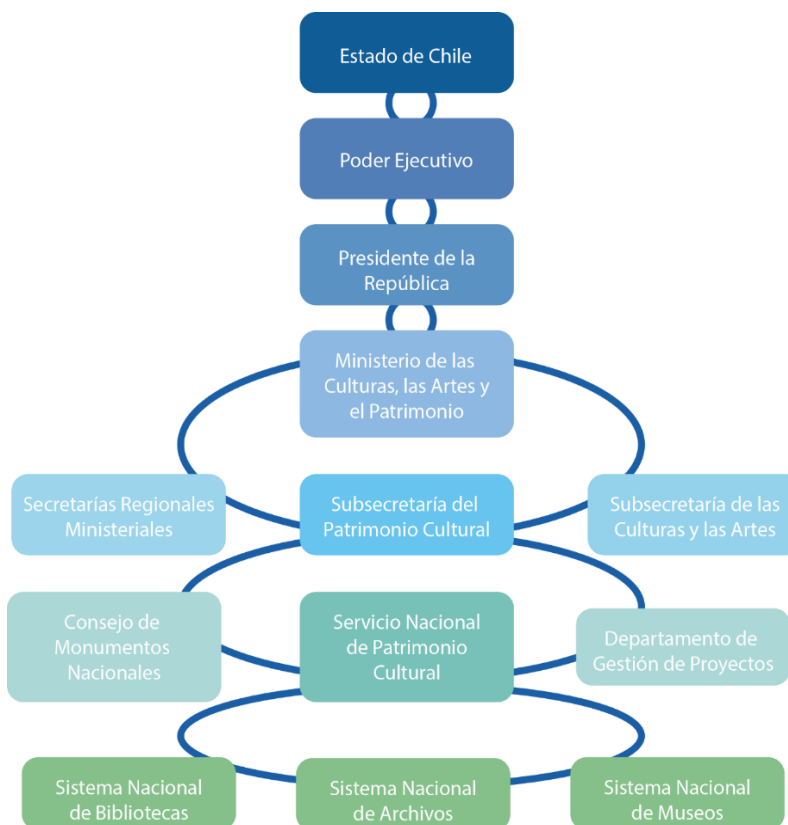 Estado de Chile
Poder Ejecutivo
Presidente de la
República
Ministerio de las
Culturas, las Artes y
el Patrimonio
Secretarías Regionales
Ministeriales
Subsecretaría del
Patrimonio Cultural
Subsecretaría de las
Culturas y las Artes
Consejo de
Monumentos
Nacionales
Servicio Nacional
de Patrimonio
Cultural
Departamento de
Gestión de Proyectos
Sistema Nacional
de Bibliotecas
Sistema Nacional
de Archivos
Sistema Nacional
de Museos